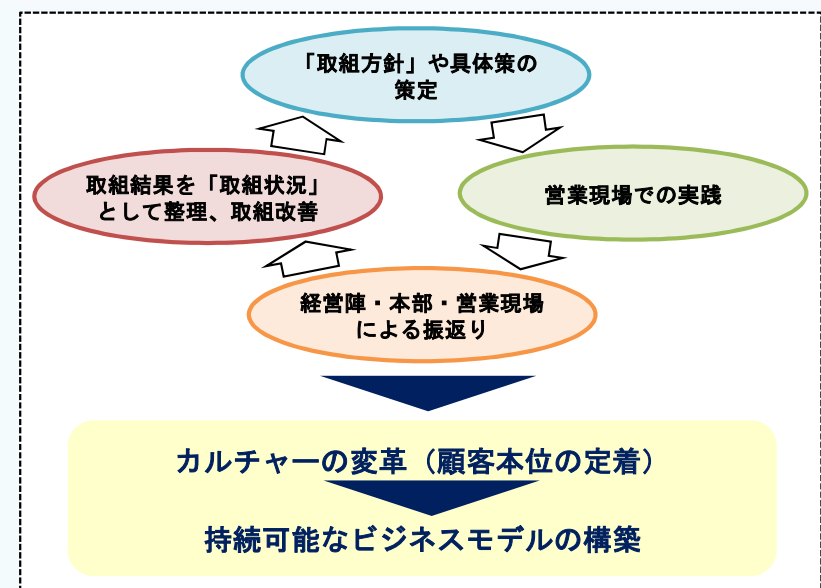 「取組方針」や具体策の
策定
取組結果を「取組状況」
として整理、取組改善
営業現場での実践
経営陣・本部・営業現場
による振返り
カルチャーの変革（顧客本位の定着）
持続可能なビジネスモデルの構築